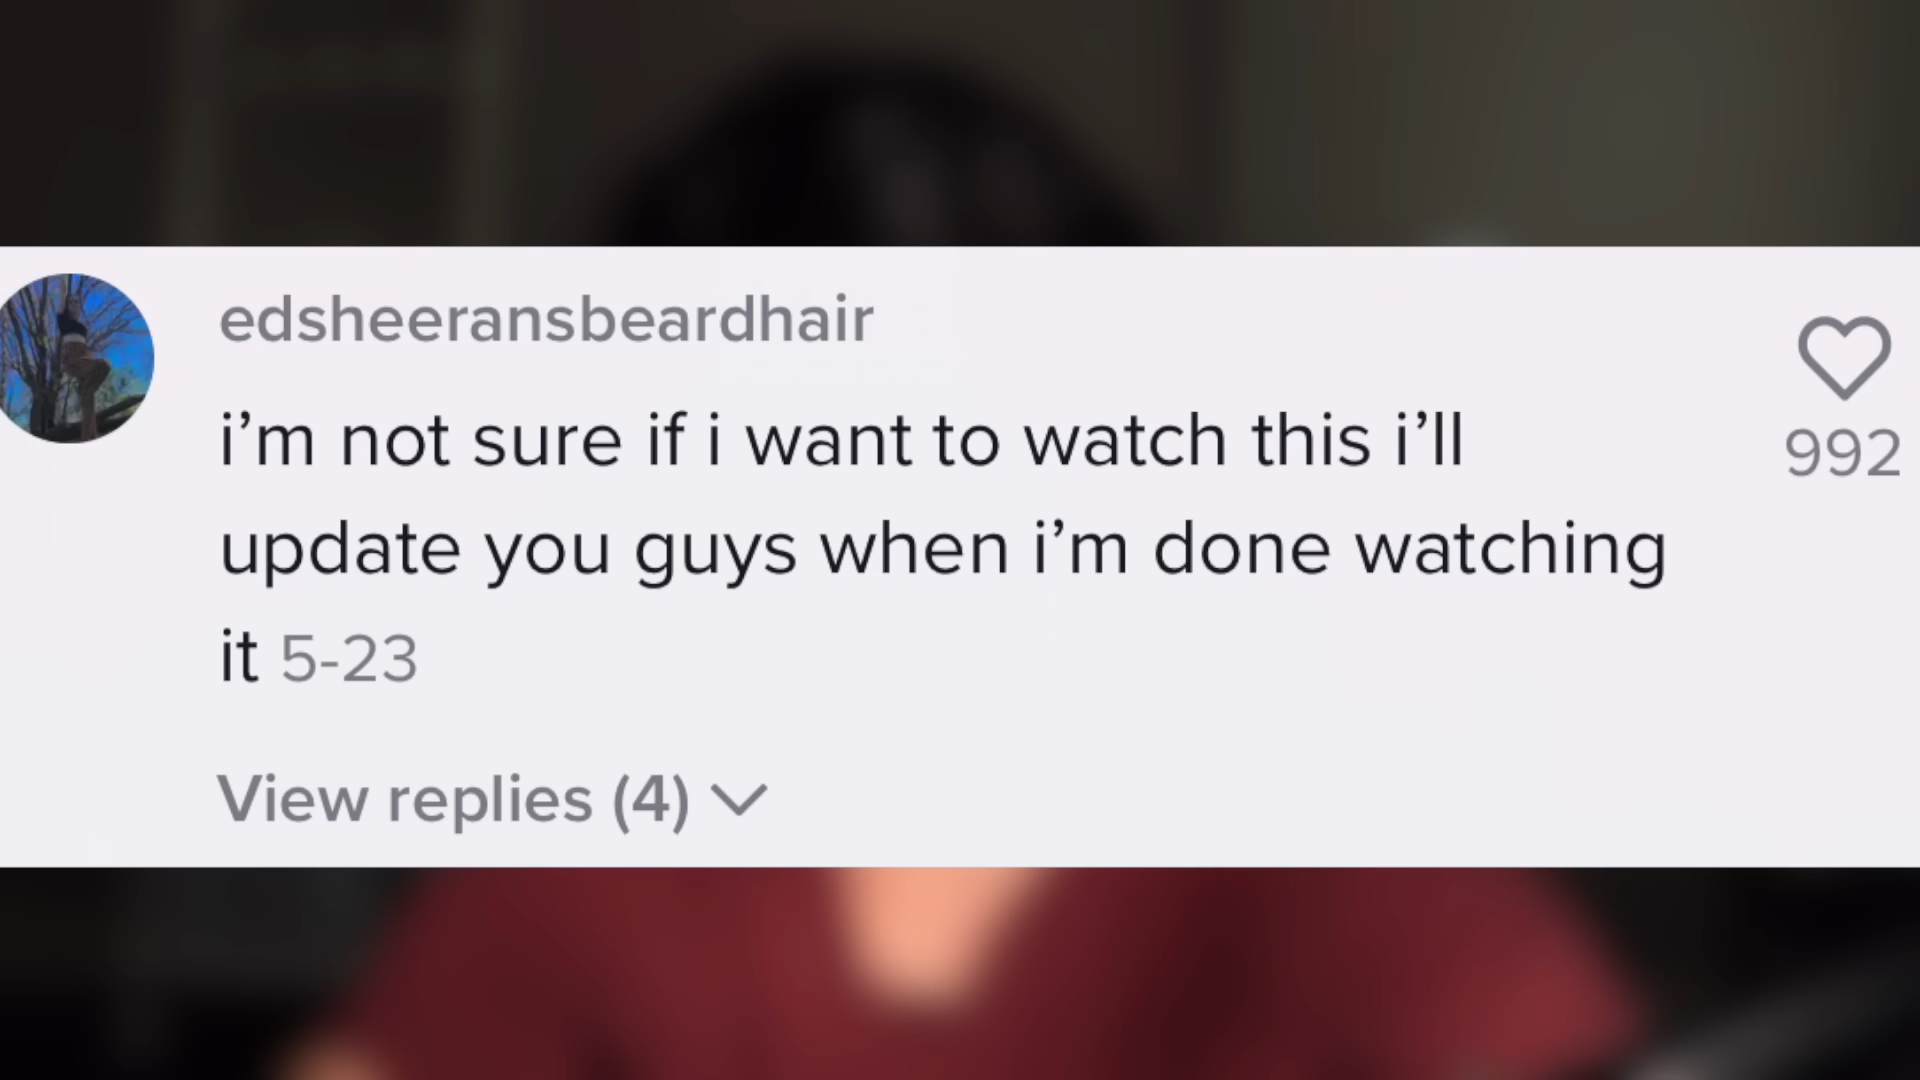 edsheeransbeardhair
i’m not sure if i want to watch this i’ll
update you guys when i’m done watching
it 5-23
992
View replies (4)